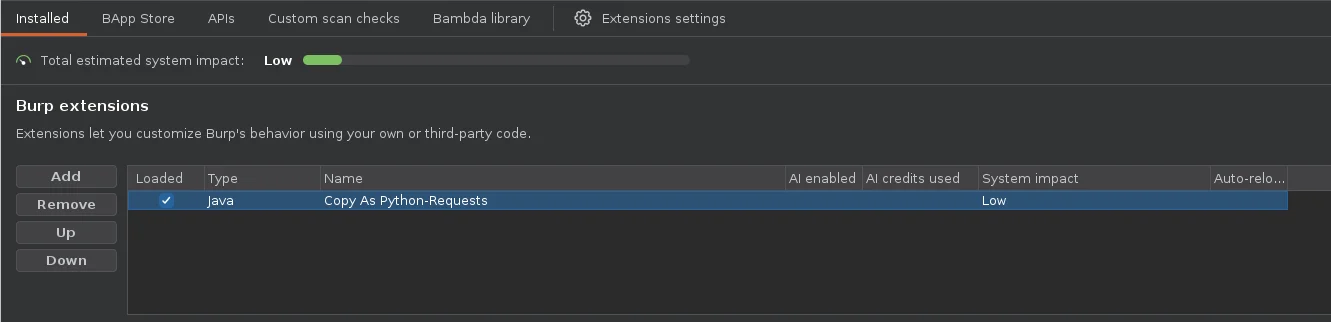 Installed BApp Store APIs Custom scan checks Bambda library Extensions settings
Total estimated system impact: Low
Burp extensions
Extensions let you customize Burp's behavior using your own or third-party code.
Add
Remove
Up
Down
Loaded Type Name AI enabled AI credits used System impact Auto-relo...
Java Copy As Python-Requests Low